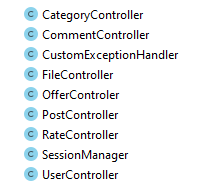 C CategoryController
C CommentController
C CustomExceptionHandler
C FileController
C OfferControler
C PostController
C RateController
C SessionManager
C UserController